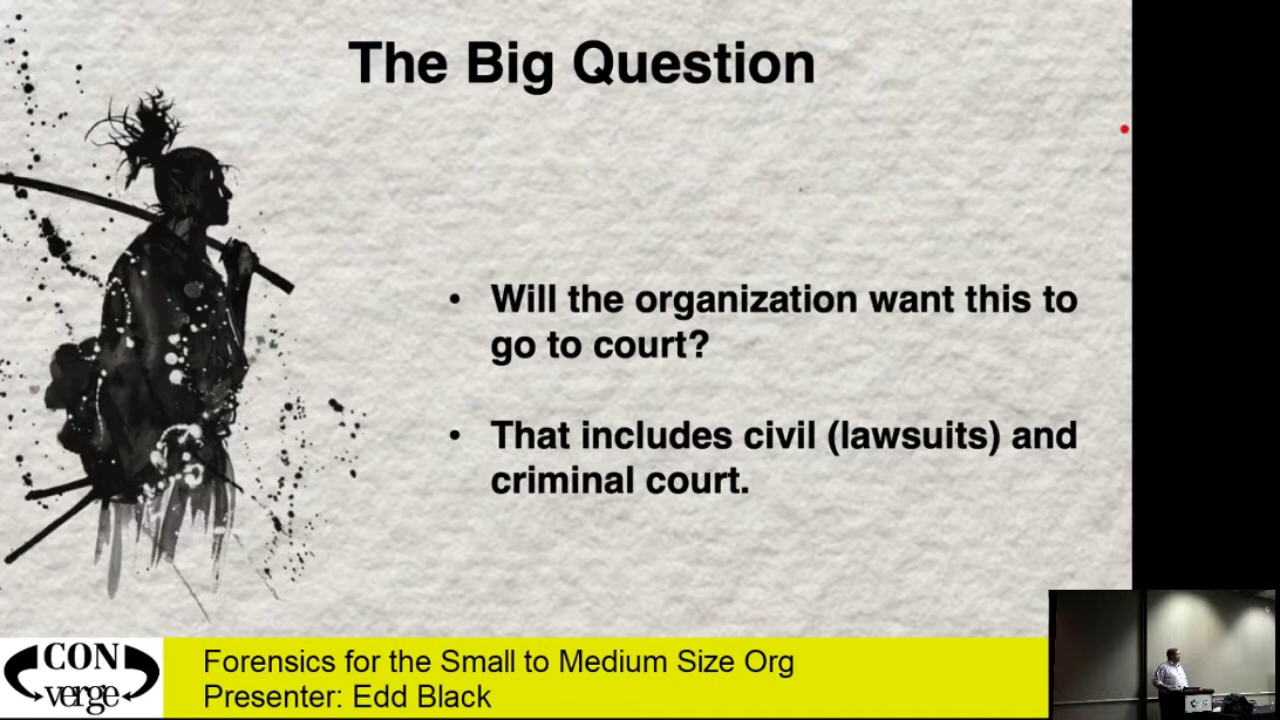 The Big Question
• Will the organization want this to
go to court?
• That includes civil (lawsuits) and
criminal court.
CON
verge
Forensics for the Small to Medium Size Org
Presenter: Edd Black